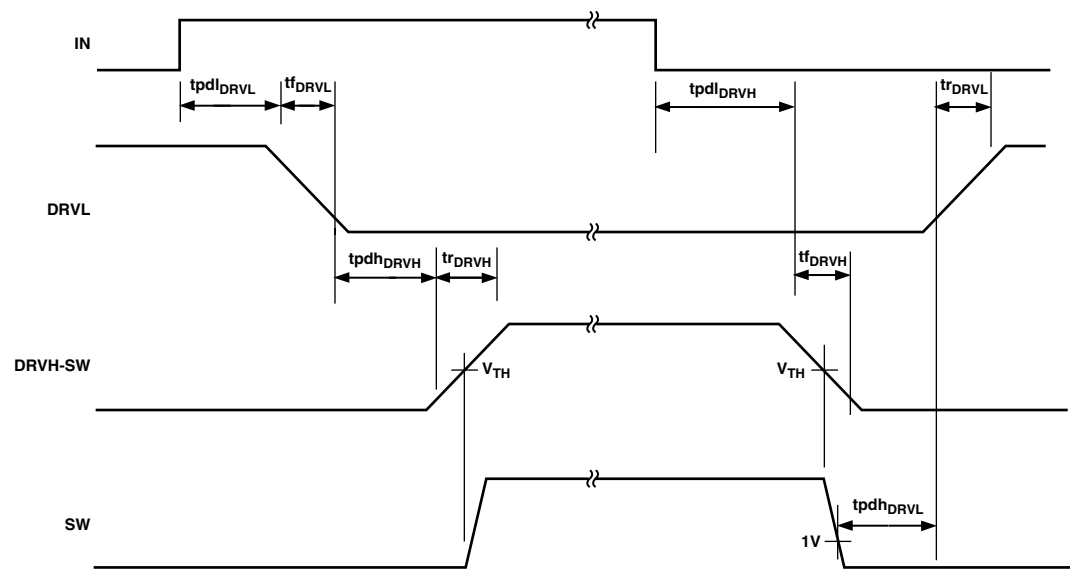 IN
tpdlDRVL
tfDRVL
tpdlDRVH
trDRVL
DRVL
tpdhDRVH
trDRVH
tfDRVH
DRVH-SW
VTH
VTH
SW
1V
tpdhDRVL